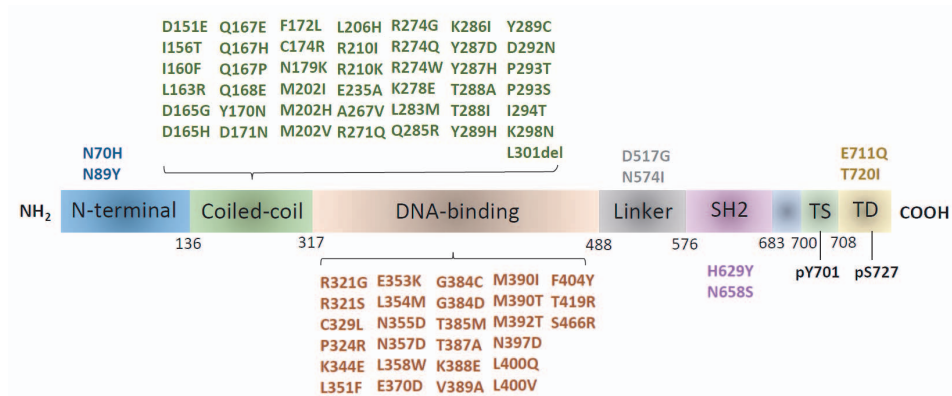 D151E Q167E F172L L206H R274G K286I Y289C
I156T Q167H C174R R210I R274Q Y287D D292N
I160F Q167P N179K R210K R274W Y287H P293T
L163R Q168E M202I E235A K278E T288A P293S
D165G Y170N M202H A267V L283M T288I I294T
D165H D171N M202V R271Q Q285R Y289H K298N
L301del
N70H
N89Y
D517G
N574I
E711Q
T720I
NH2 N-terminal Coiled-coil DNA-binding Linker SH2 TS TD COOH
136 317 488 576 683 700 708
pY701 pS727
H629Y
N658S
R321G E353K G384C M390I F404Y
R321S L354M G384D M390T T419R
C329L N355D T385M M392T S466R
P324R N357D T387A N397D
K344E L358W K388E L400Q
L351F E370D V389A L400V